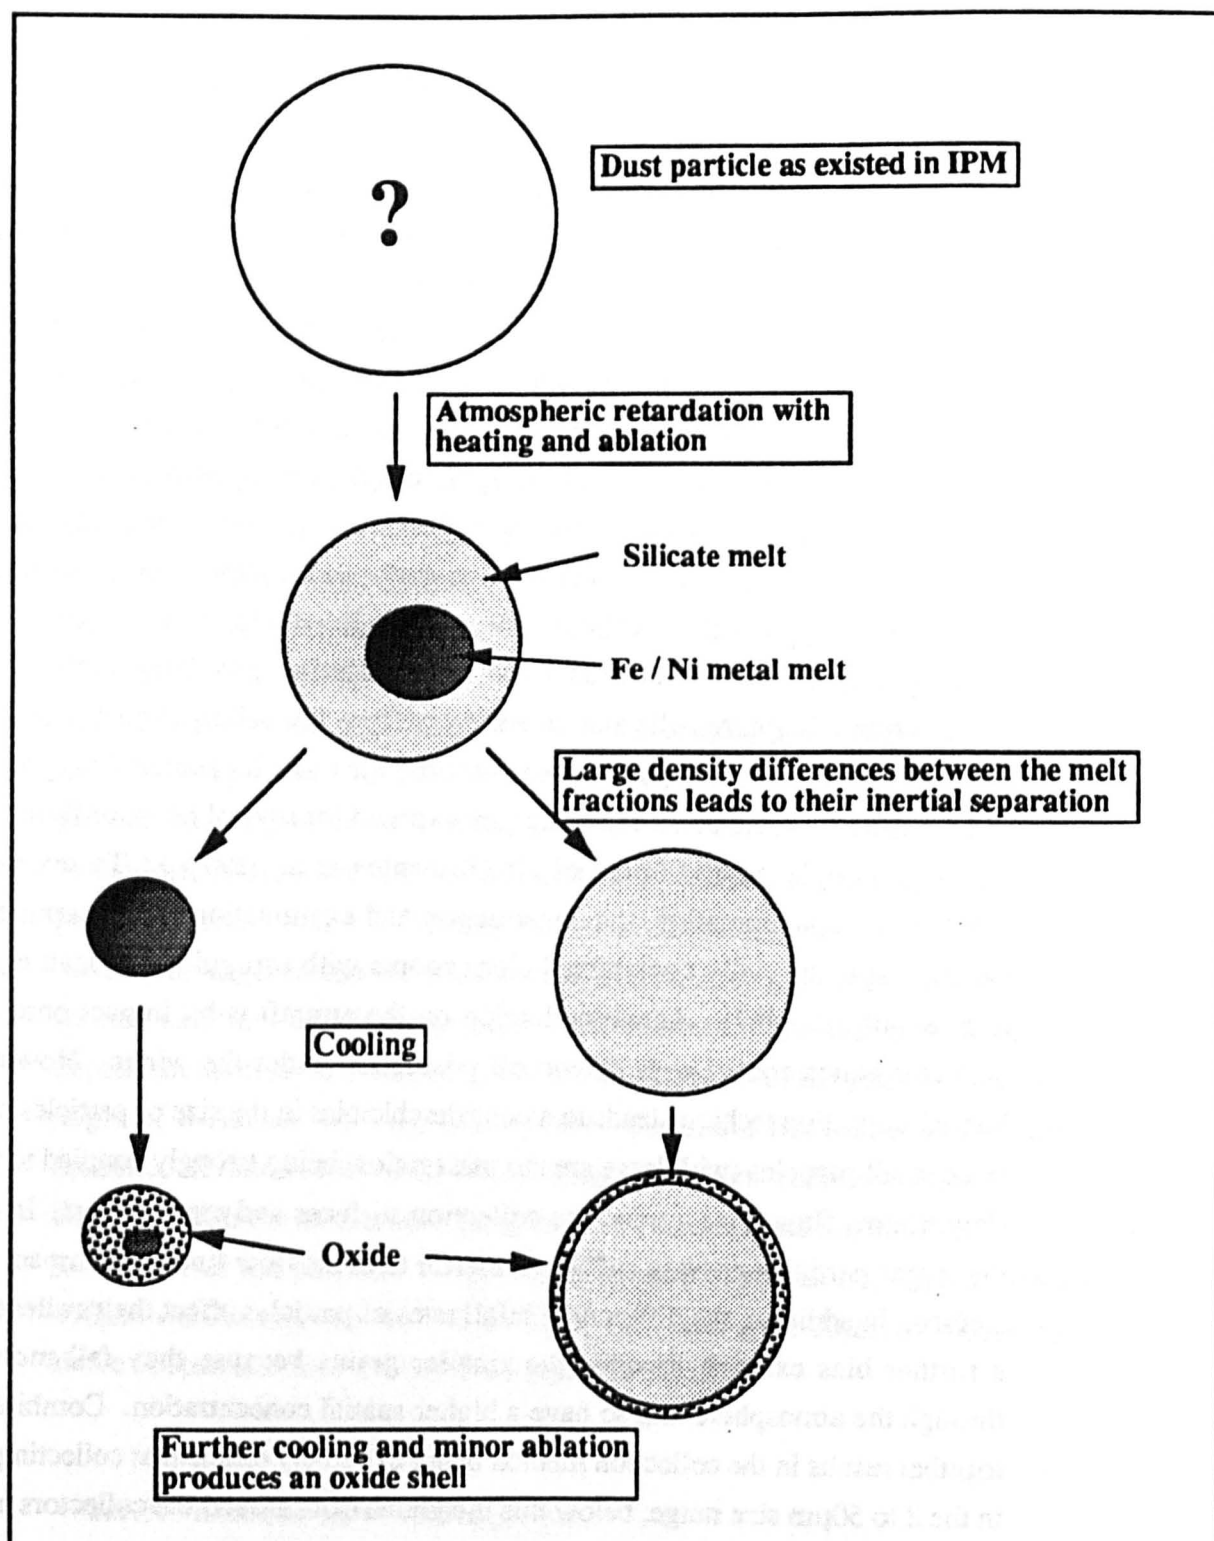 ?
Dust particle as existed in IPM
Atmospheric retardation with
heating and ablation
Silicate melt
Fe / Ni metal melt
Large density differences between the melt
fractions leads to their inertial separation
Cooling
Oxide
Further cooling and minor ablation
produces an oxide shell